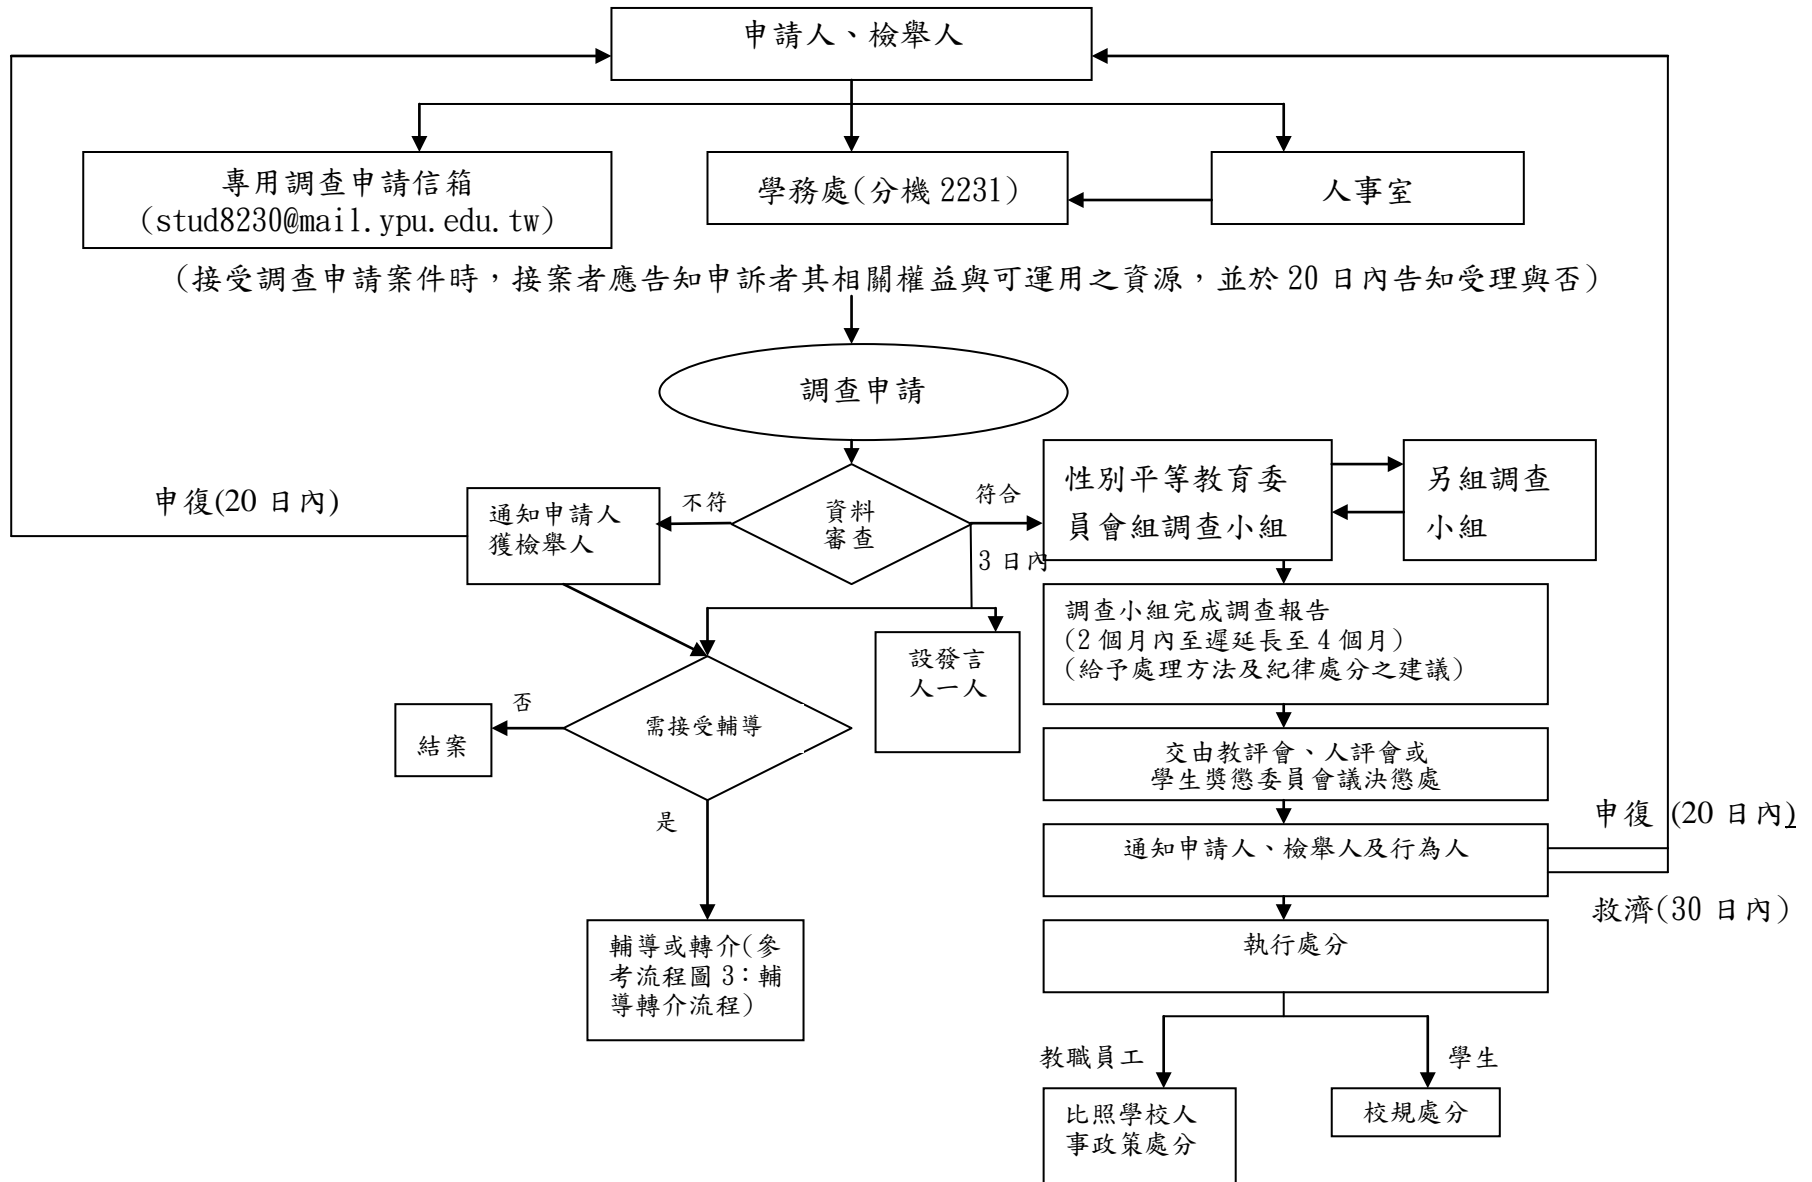 申請人、檢舉人
專用調查申請信箱
(stud8230@mail.ypu.edu.tw)
學務處(分機 2231)
人事室
(接受調查申請案件時，接案者應告知申訴者其相關權益與可運用之資源，並於 20 日內告知受理與否)
調查申請
申復(20 日內)
通知申請人
獲檢舉人
不符
資料
審查
符合
3 日內
性別平等教育委
員會組調查小組
另組調查
小組
調查小組完成調查報告
(2 個月內至遲延長至 4 個月)
(給予處理方法及紀律處分之建議)
設發言
人一人
否
結案
需接受輔導
交由教評會、人評會或
學生獎懲委員會議決懲處
是
申復 (20 日內)
通知申請人、檢舉人及行為人
救濟(30 日內)
輔導或轉介(參
考流程圖 3：輔
導轉介流程)
執行處分
教職員工
學生
比照學校人
事政策處分
校規處分